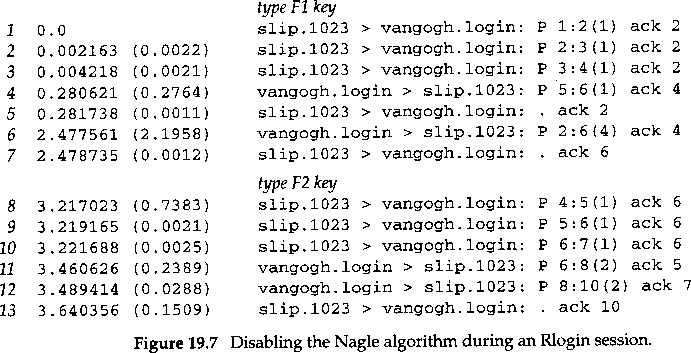 type F1 key
1 0.0 slip.1023 > vangogh.login: P 1:2(1) ack 2
2 0.002163 (0.0022) slip.1023 > vangogh.login: P 2:3(1) ack 2
3 0.004218 (0.0021) slip.1023 > vangogh.login: P 3:4(1) ack 2
4 0.280621 (0.2764) vangogh.login > slip.1023: P 5:6(1) ack 4
5 0.281738 (0.0011) slip.1023 > vangogh.login: . ack 2
6 2.477561 (2.1958) vangogh.login > slip.1023: P 2:6(4) ack 4
7 2.478735 (0.0012) slip.1023 > vangogh.login: . ack 6
type F2 key
8 3.217023 (0.7383) slip.1023 > vangogh.login: P 4:5(1) ack 6
9 3.219165 (0.0021) slip.1023 > vangogh.login: P 5:6(1) ack 6
10 3.221688 (0.0025) slip.1023 > vangogh.login: P 6:7(1) ack 6
11 3.460626 (0.2389) vangogh.login > slip.1023: P 6:8(2) ack 5
12 3.489414 (0.0288) vangogh.login > slip.1023: P 8:10(2) ack 7
13 3.640356 (0.1509) slip.1023 > vangogh.login: . ack 10
Figure 19.7 Disabling the Nagle algorithm during an Rlogin session.